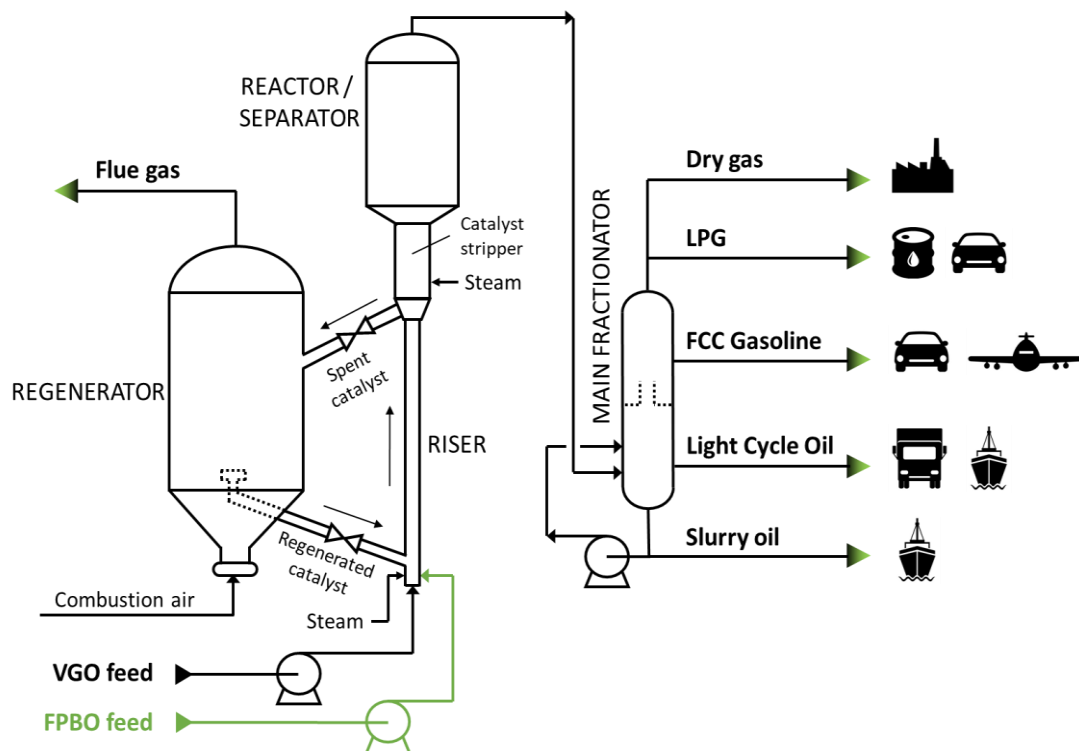 REACTOR /
SEPARATOR
Flue gas
Catalyst
stripper
Steam
REGENERATOR
Spent
catalyst
RISER
Regenerated
catalyst
Combustion air
Steam
VGO feed
FPBO feed
MAIN FRACTIONATOR
Dry gas
LPG
FCC Gasoline
Light Cycle Oil
Slurry oil